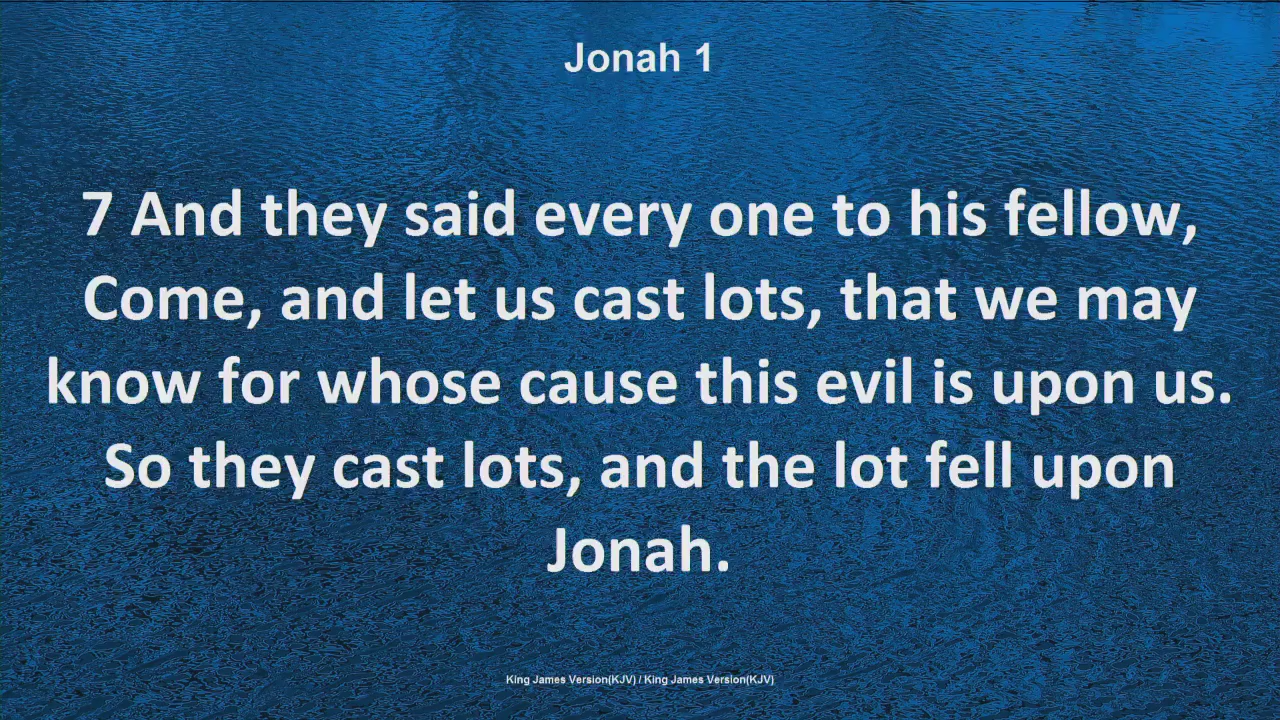 Jonah 1
7 And they said every one to his fellow,
Come, and let us cast lots, that we may
know for whose cause this evil is upon us.
So they cast lots, and the lot fell upon
Jonah.
King James Version(KJV) / King James Version(KJV)